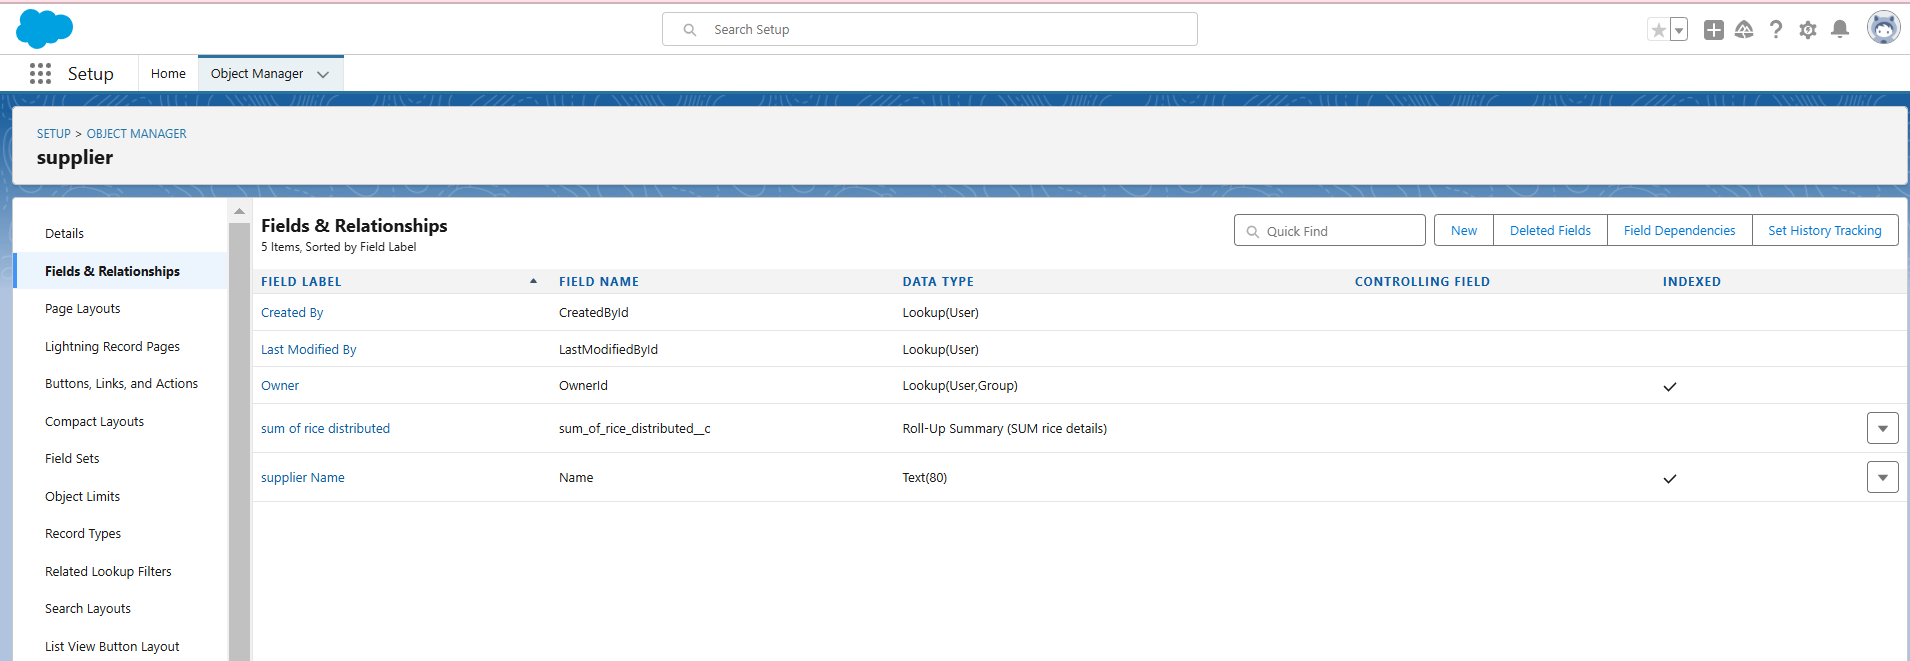 Search Setup
Setup
Home
Object Manager
SETUP > OBJECT MANAGER
supplier
Details
Fields & Relationships
Page Layouts
Lightning Record Pages
Buttons, Links, and Actions
Compact Layouts
Field Sets
Object Limits
Record Types
Related Lookup Filters
Search Layouts
List View Button Layout
Fields & Relationships
5 Items, Sorted by Field Label
Quick Find
New
Deleted Fields
Field Dependencies
Set History Tracking
FIELD LABEL FIELD NAME DATA TYPE CONTROLLING FIELD INDEXED
Created By CreatedById Lookup(User)
Last Modified By LastModifiedById Lookup(User)
Owner OwnerId Lookup(User,Group)
sum of rice distributed sum_of_rice_distributed__c Roll-Up Summary (SUM rice details)
supplier Name Name Text(80)